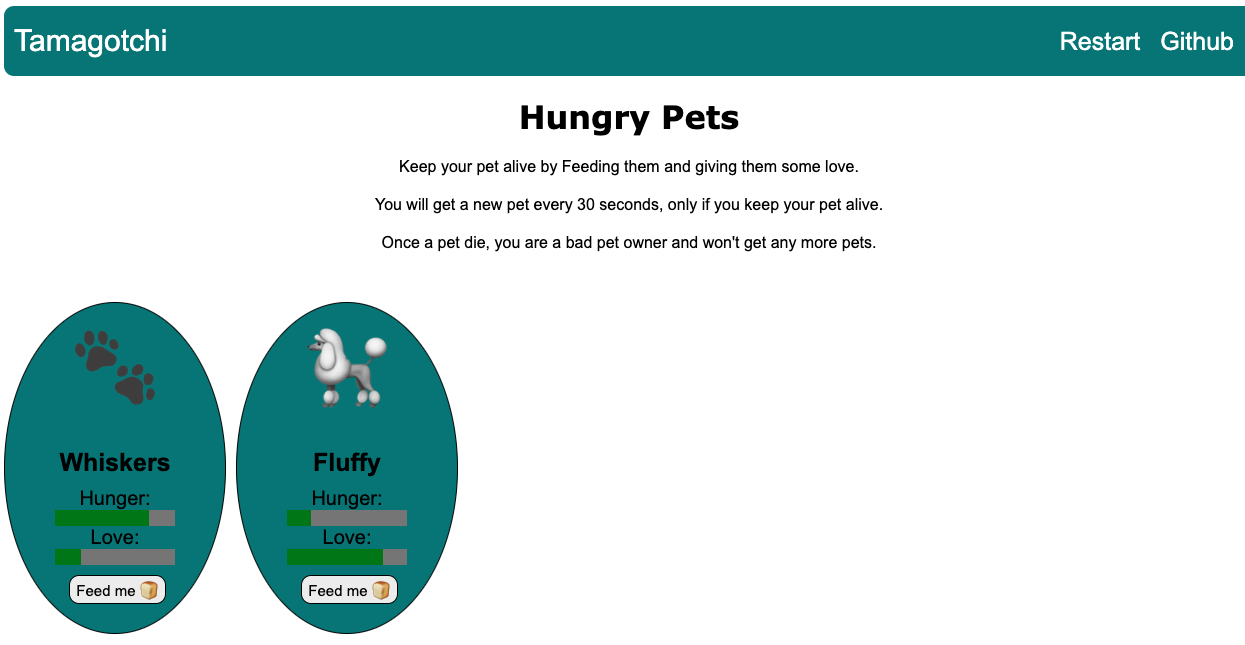 Tamagotchi
Restart Github
Hungry Pets
Keep your pet alive by Feeding them and giving them some love.
You will get a new pet every 30 seconds, only if you keep your pet alive.
Once a pet die, you are a bad pet owner and won't get any more pets.
Whiskers
Hunger:
Love:
Feed me
Fluffy
Hunger:
Love:
Feed me